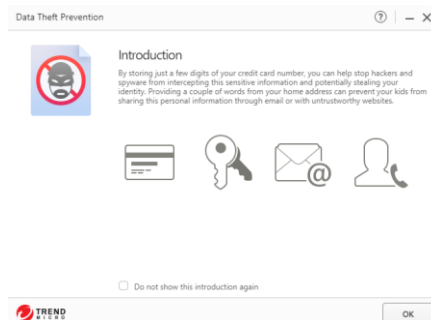 Data Theft Prevention
Introduction
By storing just a few digits of your credit card number, you can help stop hackers and
spyware from intercepting this sensitive information and potentially stealing your
identity. Providing a couple of words from your home address can prevent your kids from
sharing this personal information through email or with untrustworthy websites.
@
Do not show this introduction again
TREND
MICRO
OK